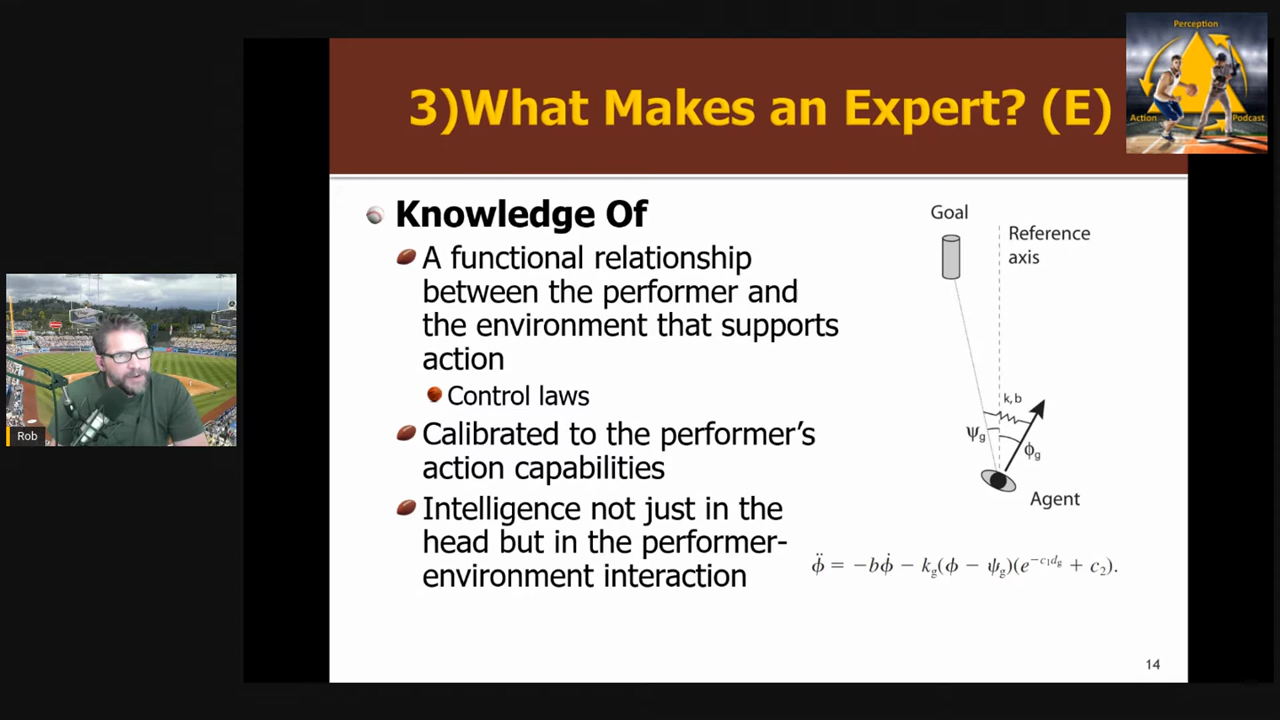 Perception
Action
Podcast
3)What Makes an Expert? (E)
Knowledge Of
A functional relationship
between the performer and
the environment that supports
action
Control laws
Calibrated to the performer's
action capabilities
Intelligence not just in the
head but in the performer-
environment interaction
Goal
Reference
axis
k, b
ψg
ϕg
Agent
ϕ̈ = −bϕ̇ − kg(ϕ − ψg)(e^−c1dg + c2).
14
Rob